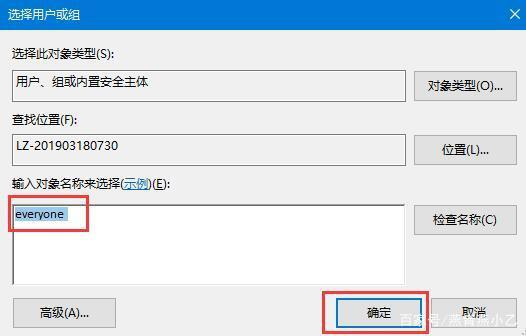 选择用户或组
选择此对象类型(S):
用户、组或内置安全主体
对象类型(O)...
查找位置(F):
LZ-201903180730
位置(L)...
输入对象名称来选择(示例)(E):
everyone
检查名称(C)
高级(A)...
确定
取消